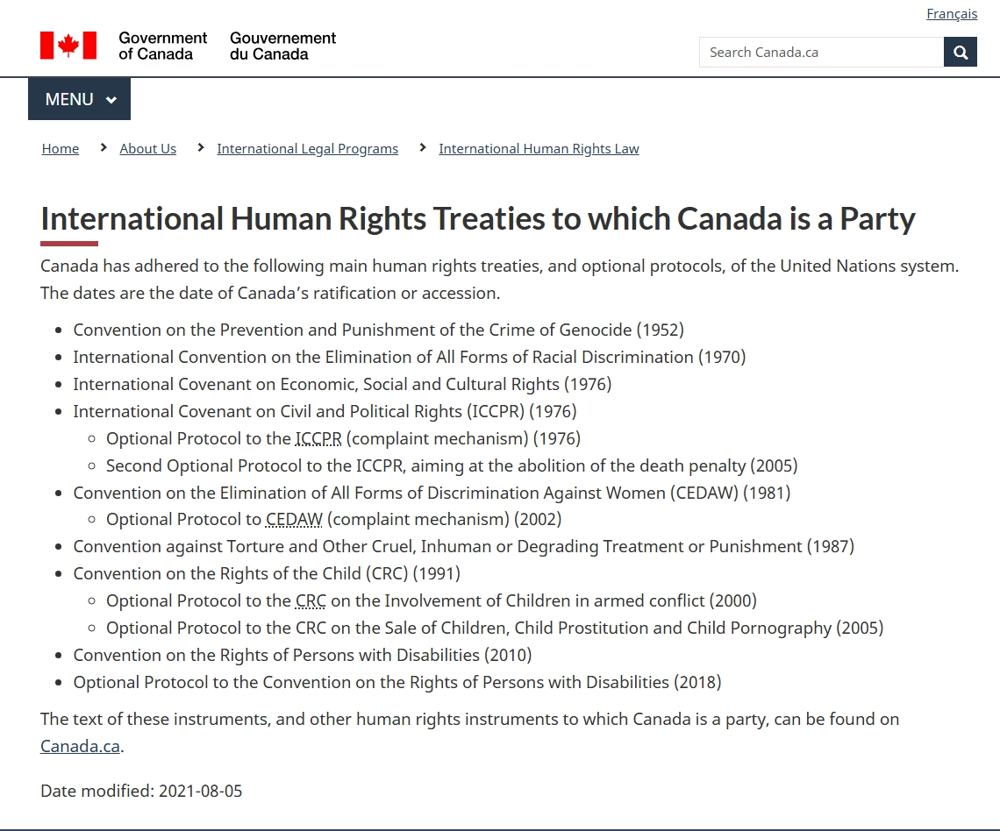 Français
Government
of Canada
Gouvernement
du Canada
Search Canada.ca
MENU
Home
About Us
International Legal Programs
International Human Rights Law
International Human Rights Treaties to which Canada is a Party
Canada has adhered to the following main human rights treaties, and optional protocols, of the United Nations system.
The dates are the date of Canada’s ratification or accession.
Convention on the Prevention and Punishment of the Crime of Genocide (1952)
International Convention on the Elimination of All Forms of Racial Discrimination (1970)
International Covenant on Economic, Social and Cultural Rights (1976)
International Covenant on Civil and Political Rights (ICCPR) (1976)
Optional Protocol to the ICCPR (complaint mechanism) (1976)
Second Optional Protocol to the ICCPR, aiming at the abolition of the death penalty (2005)
Convention on the Elimination of All Forms of Discrimination Against Women (CEDAW) (1981)
Optional Protocol to CEDAW (complaint mechanism) (2002)
Convention against Torture and Other Cruel, Inhuman or Degrading Treatment or Punishment (1987)
Convention on the Rights of the Child (CRC) (1991)
Optional Protocol to the CRC on the Involvement of Children in armed conflict (2000)
Optional Protocol to the CRC on the Sale of Children, Child Prostitution and Child Pornography (2005)
Convention on the Rights of Persons with Disabilities (2010)
Optional Protocol to the Convention on the Rights of Persons with Disabilities (2018)
The text of these instruments, and other human rights instruments to which Canada is a party, can be found on
Canada.ca.
Date modified: 2021-08-05